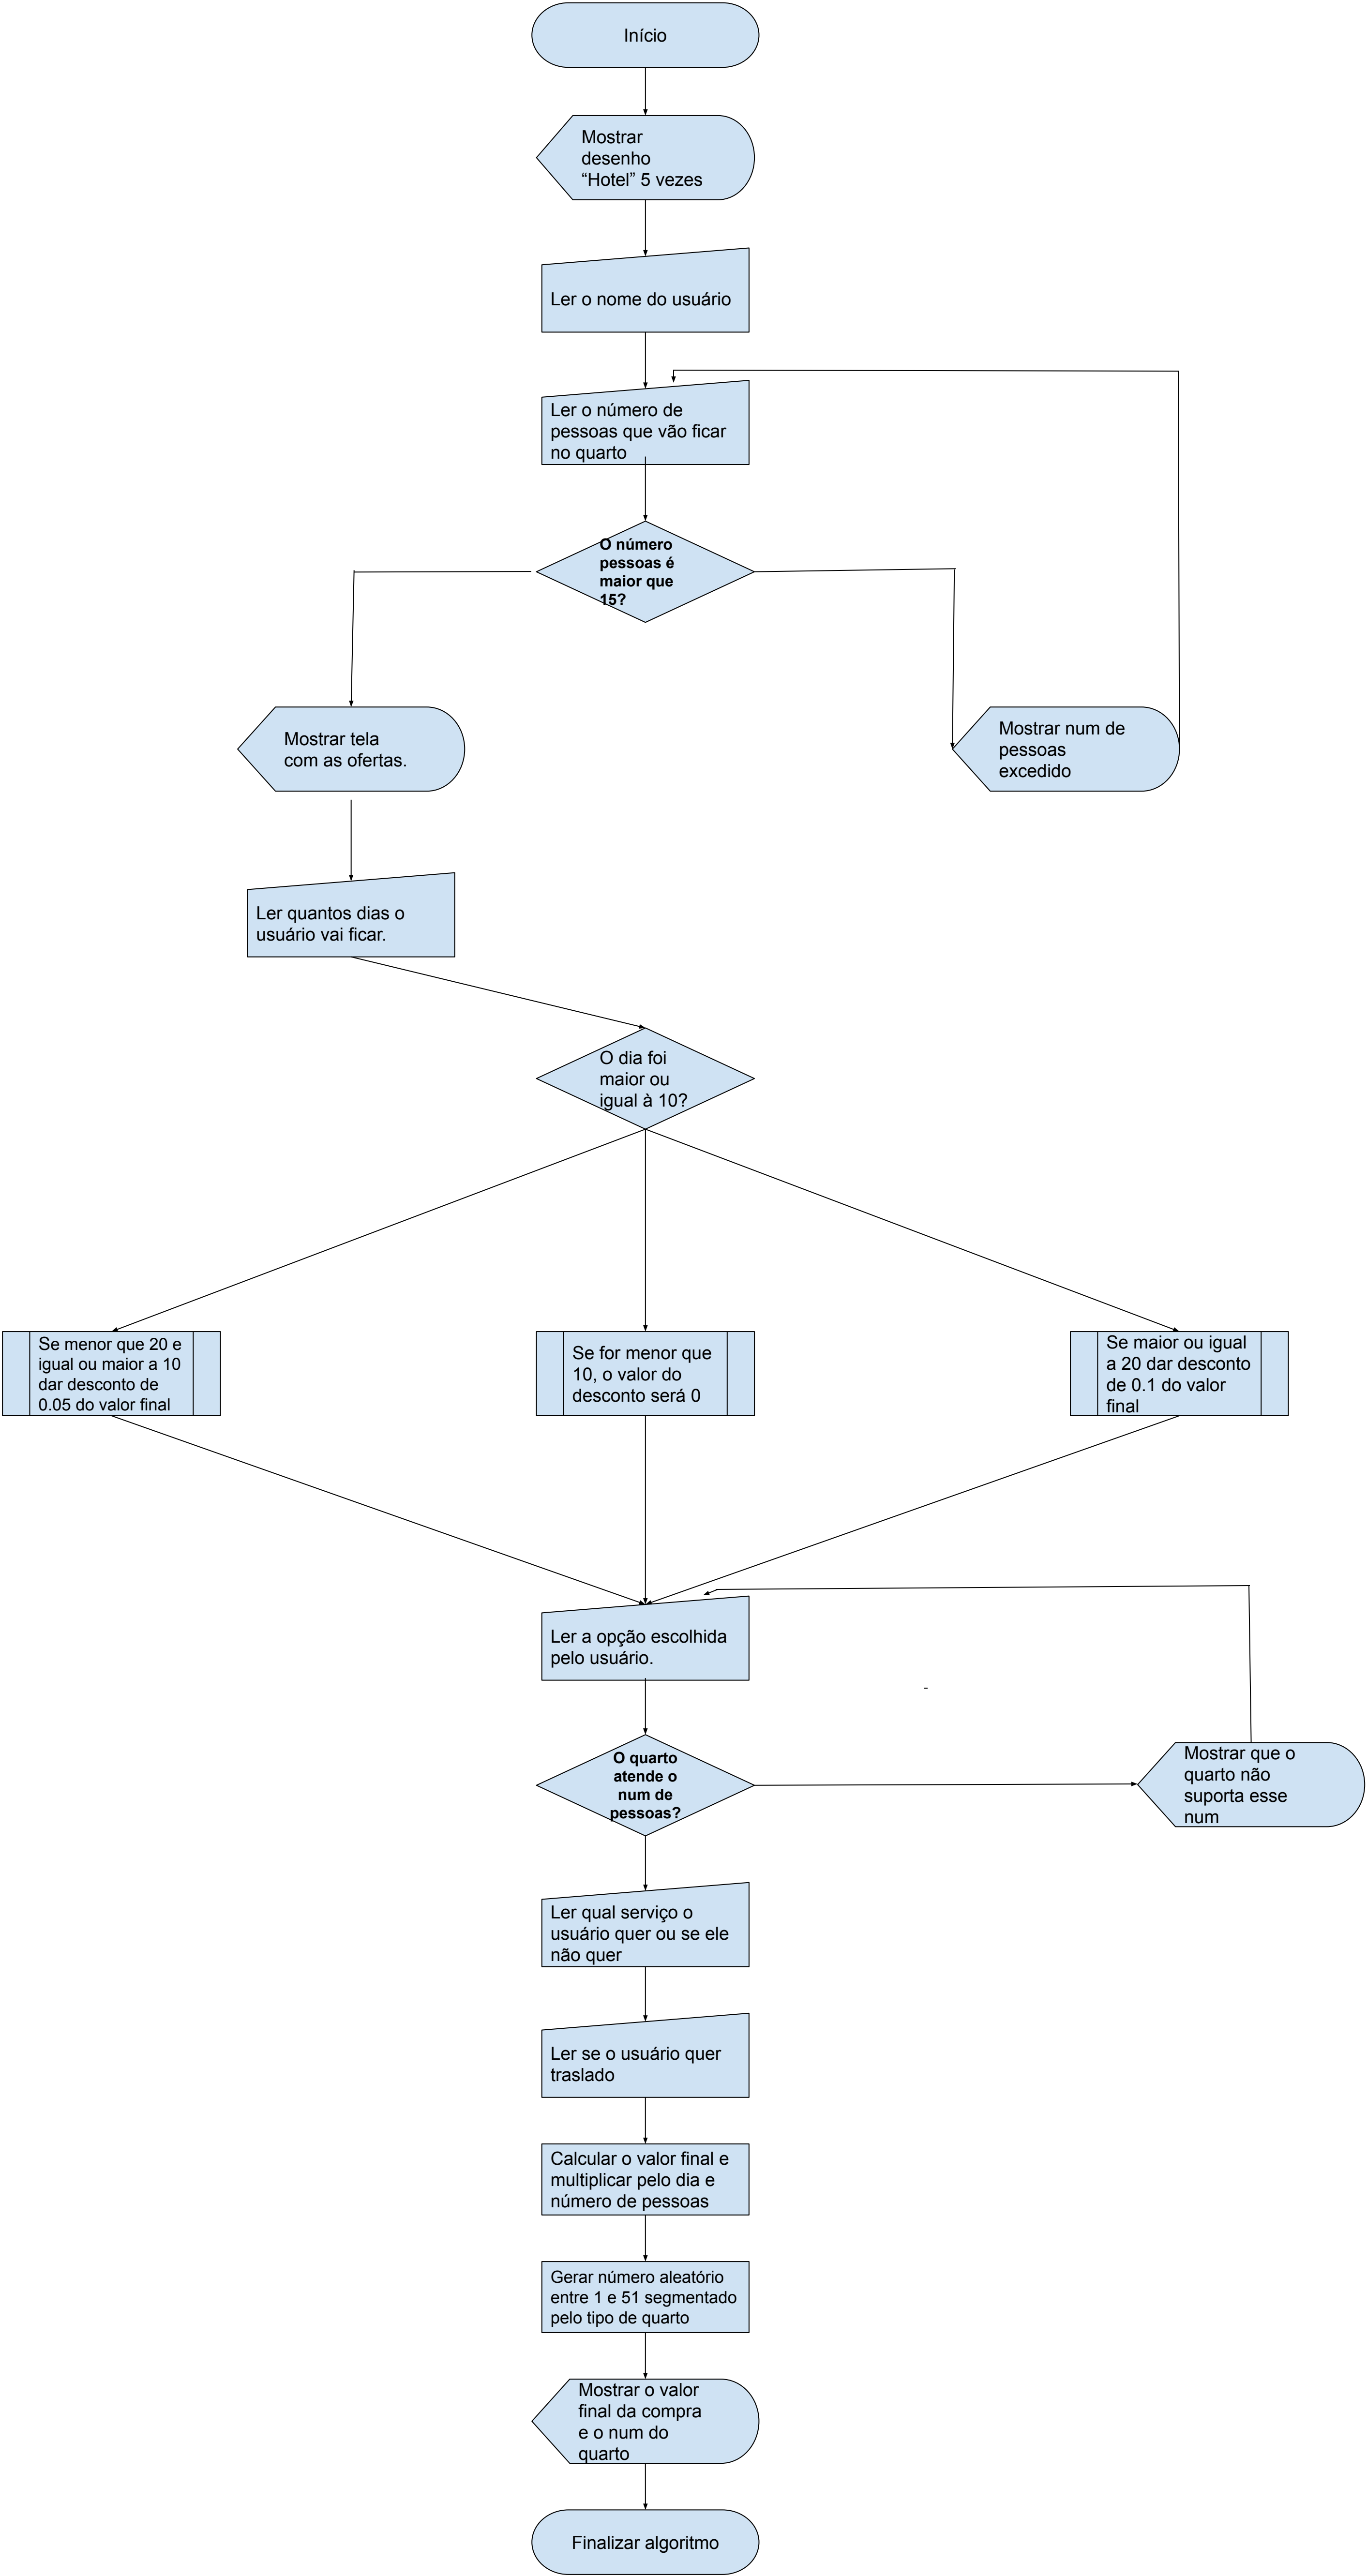 Início
Mostrar
desenho
“Hotel” 5 vezes
Ler o nome do usuário
Ler o número de
pessoas que vão ficar
no quarto
O número
pessoas é
maior que
15?
Mostrar tela
com as ofertas.
Mostrar num de
pessoas
excedido
Ler quantos dias o
usuário vai ficar.
O dia foi
maior ou
igual à 10?
Se menor que 20 e
igual ou maior a 10
dar desconto de
0.05 do valor final
Se for menor que
10, o valor do
desconto será 0
Se maior ou igual
a 20 dar desconto
de 0.1 do valor
final
Ler a opção escolhida
pelo usuário.
-
O quarto
atende o
num de
pessoas?
Mostrar que o
quarto não
suporta esse
num
Ler qual serviço o
usuário quer ou se ele
não quer
Ler se o usuário quer
traslado
Calcular o valor final e
multiplicar pelo dia e
número de pessoas
Gerar número aleatório
entre 1 e 51 segmentado
pelo tipo de quarto
Mostrar o valor
final da compra
e o num do
quarto
Finalizar algoritmo